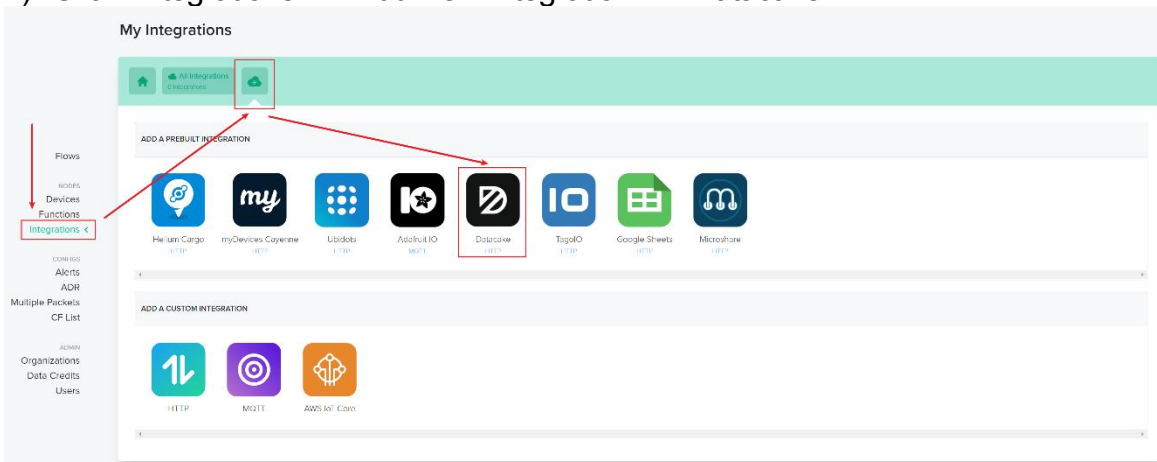 My Integrations
All Integrations
0 Integrations
ADD A PREBUILT INTEGRATION
Flows
NODES
Devices
Functions
Integrations <
CONFIGS
Alerts
ADR
Multiple Packets
CF List
ADMIN
Organizations
Data Credits
Users
my
Helium Cargo
HTTP
myDevices Cayenne
HTTP
Ubidots
HTTP
Adafruit IO
MQTT
Datacake
HTTP
TagoIO
HTTP
Google Sheets
HTTP
Microshare
HTTP
ADD A CUSTOM INTEGRATION
HTTP
MQTT
AWS IoT Core